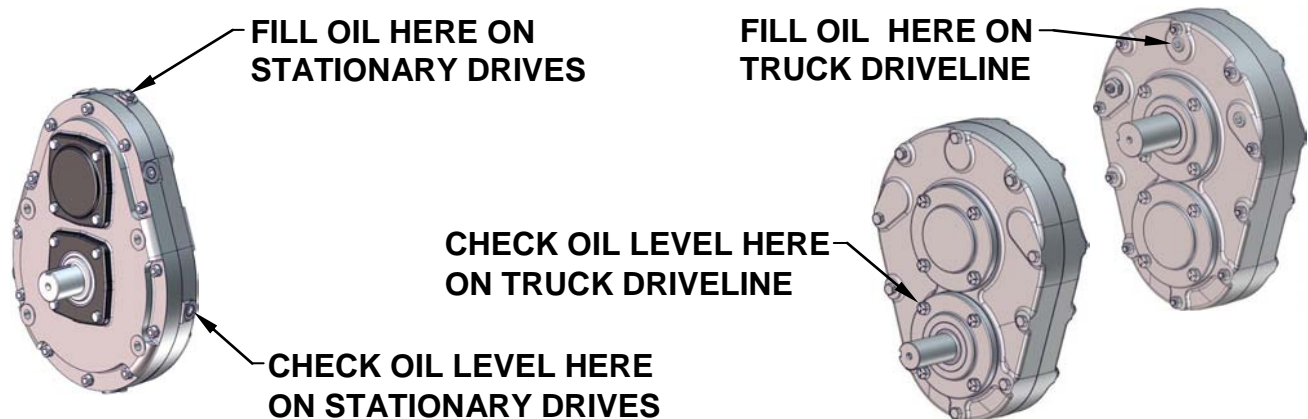 FILL OIL HERE ON
STATIONARY DRIVES
FILL OIL  HERE ON
TRUCK DRIVELINE
CHECK OIL LEVEL HERE
ON TRUCK DRIVELINE
CHECK OIL LEVEL HERE
ON STATIONARY DRIVES